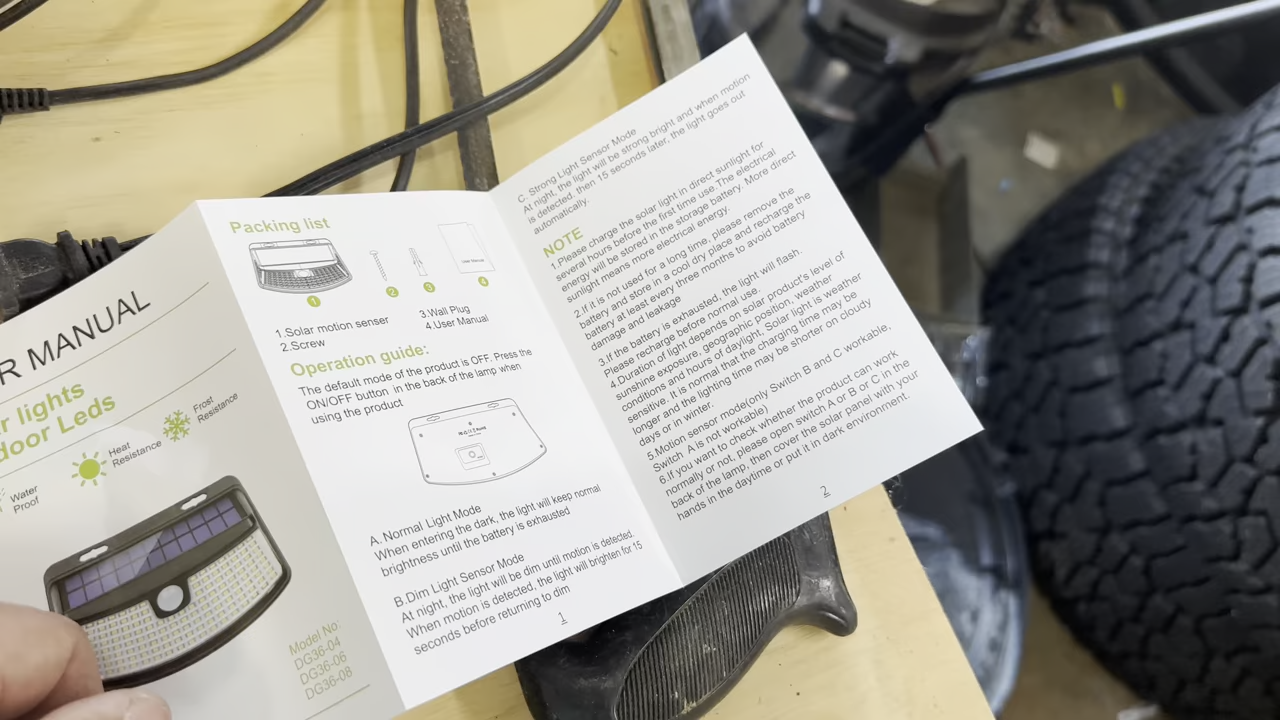 R MANUAL
r lights
door Leds
Water
Proof
Heat
Resistance
Frost
Resistance
Model No:
DG36-04
DG36-06
DG36-08
Packing list
User Manual
1
2
3
4
1.Solar motion senser
2.Screw
3.Wall Plug
4.User Manual
Operation guide:
The default mode of the product is OFF. Press the
ON/OFF button in the back of the lamp when
using the product
A. Normal Light Mode
When entering the dark, the light will keep normal
brightness until the battery is exhausted
B.Dim Light Sensor Mode
At night, the light will be dim until motion is detected.
When motion is detected, the light will brighten for 15
seconds before returning to dim
1
C. Strong Light Sensor Mode
At night, the light will be strong bright and when motion
is detected, then 15 seconds later, the light goes out
automatically.
NOTE
1.Please charge the solar light in direct sunlight for
several hours before the first time use.The electrical
energy will be stored in the storage battery. More direct
sunlight means more electrical energy.
2.If it is not used for a long time, please remove the
battery and store in a cool dry place and recharge the
battery at least every three months to avoid battery
damage and leakage
3.If the battery is exhausted, the light will flash.
Please recharge before normal use.
4.Duration of light depends on solar product's level of
sunshine exposure, geographic position, weather
conditions and hours of daylight. Solar light is weather
sensitive. It is normal that the charging time may be
longer and the lighting time may be shorter on cloudy
days or in winter.
5.Motion sensor mode(only Switch B and C workable,
Switch A is not workable)
6.if you want to check whether the product can work
normally or not, please open switch A or B or C in the
back of the lamp, then cover the solar panel with your
hands in the daytime or put it in dark environment.
2